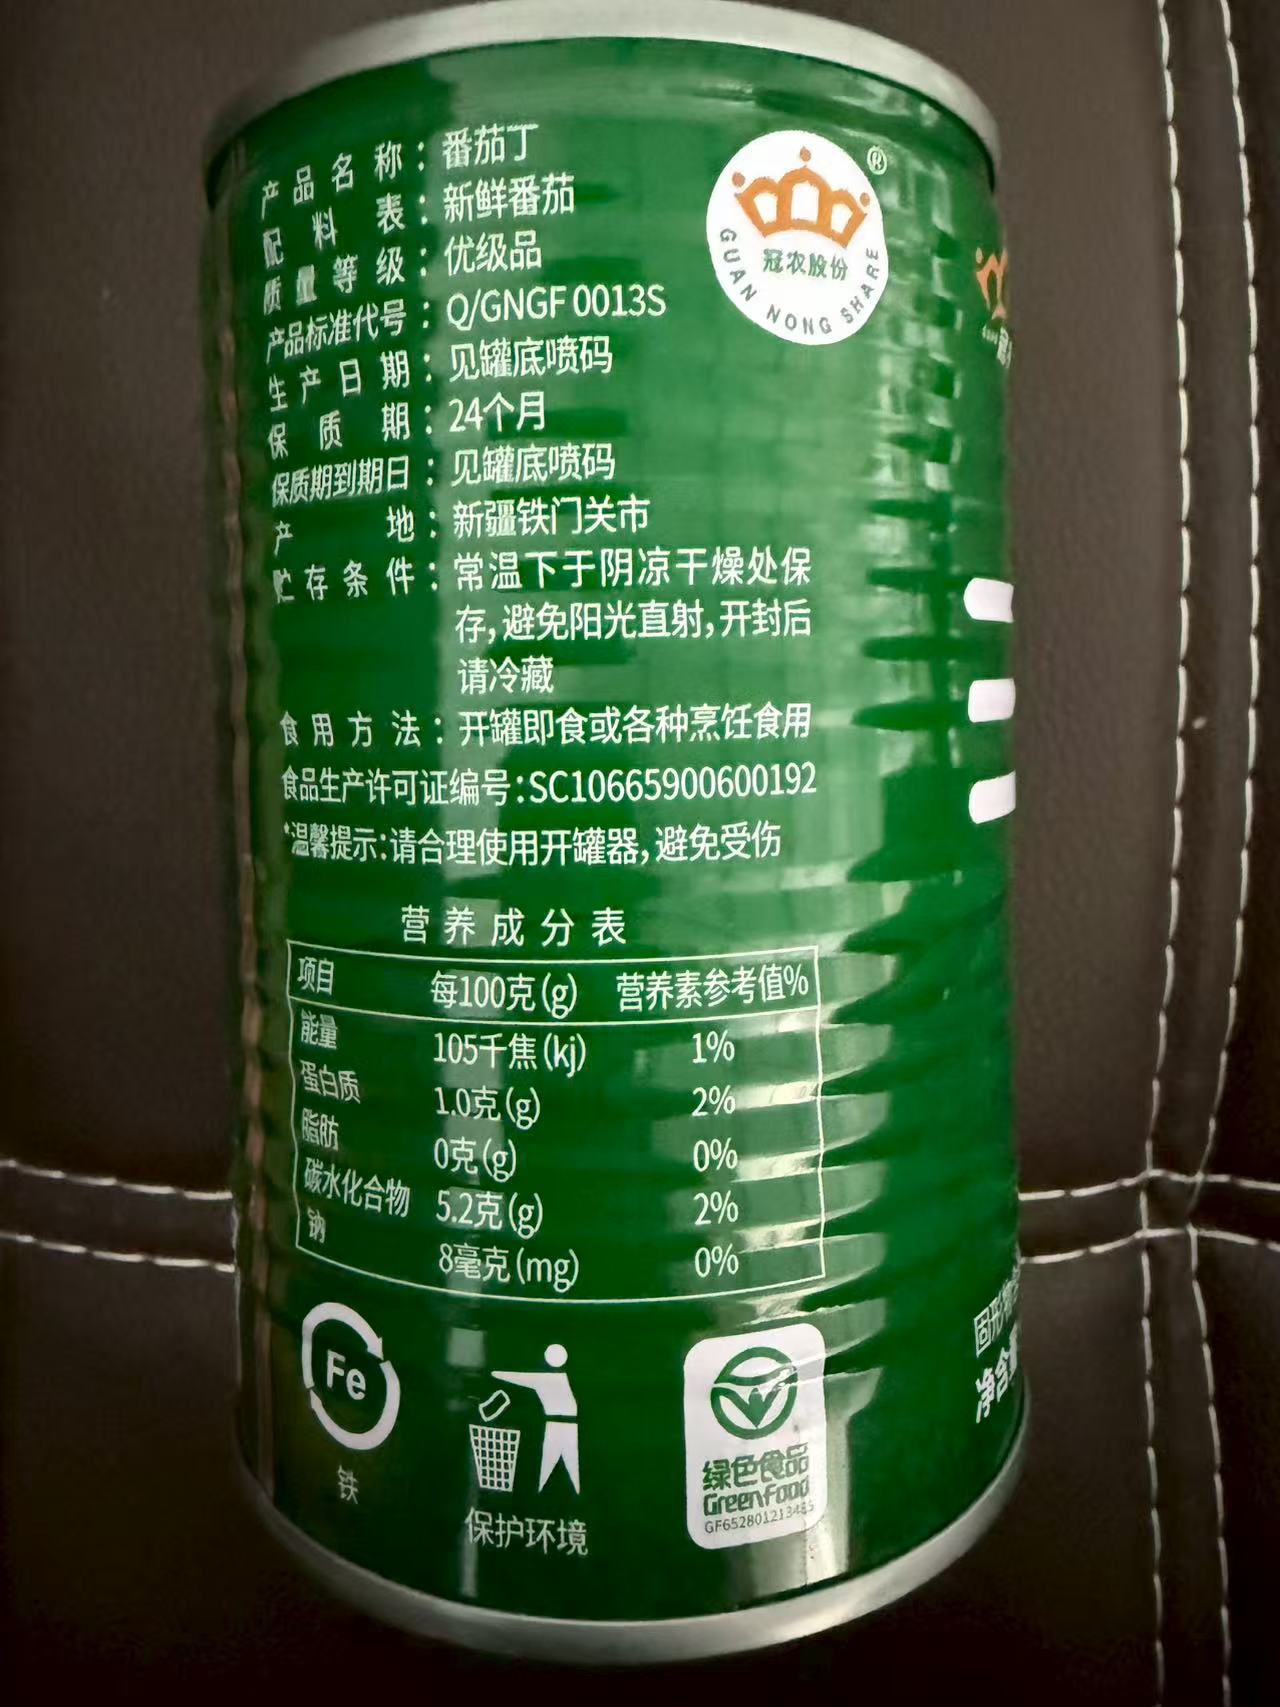 产品名称：番茄丁
配料表：新鲜番茄
质量等级：优级品
产品标准代号：Q/GNGF 0013S
生产日期：见罐底喷码
保质期：24个月
保质期到期日：见罐底喷码
产地：新疆铁门关市
贮存条件：常温下于阴凉干燥处保
存，避免阳光直射，开封后
请冷藏
食用方法：开罐即食或各种烹饪食用
食品生产许可证编号：SC10665900600192
*温馨提示：请合理使用开罐器，避免受伤
冠农股份
GUAN NONG SHARE
®
营养成分表
项目 每100克(g) 营养素参考值%
能量 105千焦(kj) 1%
蛋白质 1.0克(g) 2%
脂肪 0克(g) 0%
碳水化合物 5.2克(g) 2%
钠 8毫克(mg) 0%
Fe
铁
保护环境
绿色食品
Greenfood
固形
净含